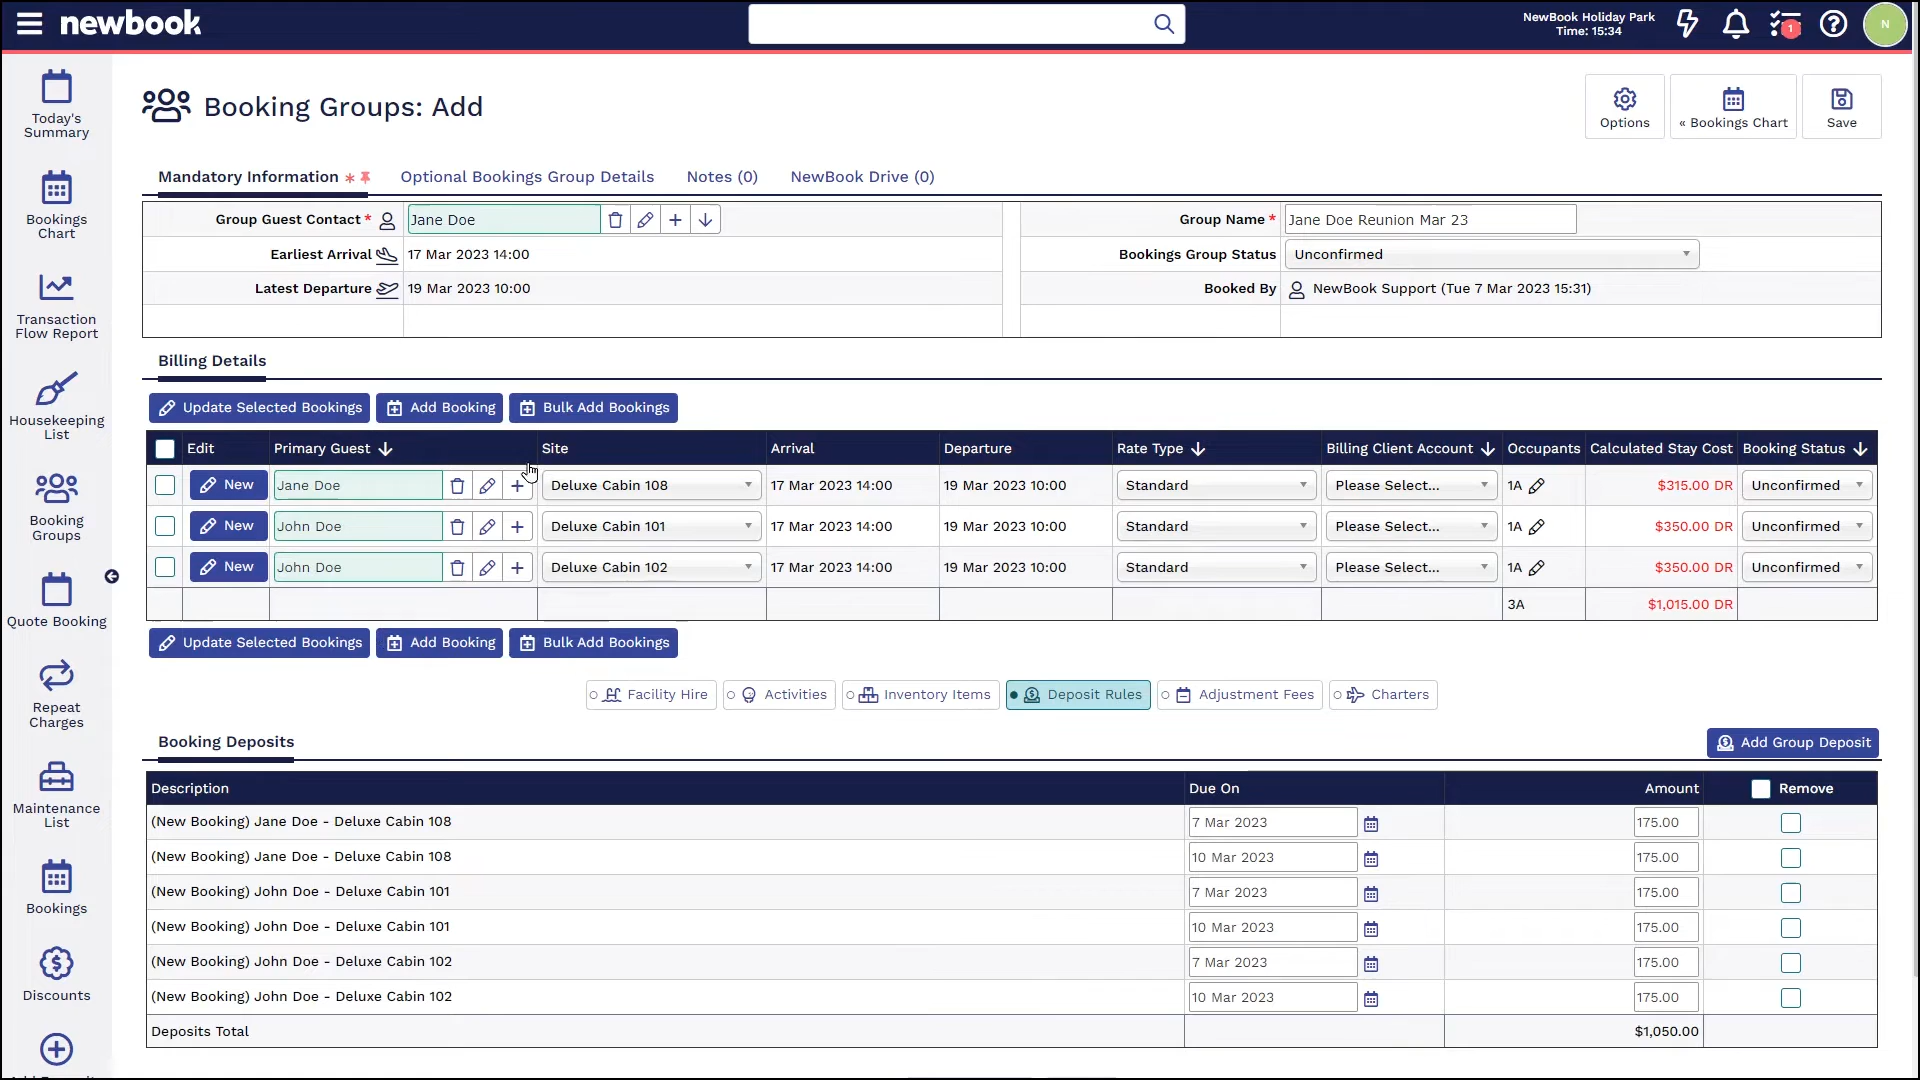 newbook
NewBook Holiday Park
Time: 15:34
1
N
Today's
Summary
Bookings
Chart
Transaction
Flow Report
Housekeeping
List
Booking
Groups
Quote Booking
Repeat
Charges
Maintenance
List
Bookings
Discounts
Booking Groups: Add
Options
« Bookings Chart
Save
Mandatory Information *
Optional Bookings Group Details
Notes (0)
NewBook Drive (0)
Group Guest Contact * Jane Doe
Group Name * Jane Doe Reunion Mar 23
Earliest Arrival 17 Mar 2023 14:00
Bookings Group Status Unconfirmed
Latest Departure 19 Mar 2023 10:00
Booked By NewBook Support (Tue 7 Mar 2023 15:31)
Billing Details
Update Selected Bookings Add Booking Bulk Add Bookings
Edit Primary Guest Site Arrival Departure Rate Type Billing Client Account Occupants Calculated Stay Cost Booking Status
New Jane Doe Deluxe Cabin 108 17 Mar 2023 14:00 19 Mar 2023 10:00 Standard Please Select... 1A $315.00 DR Unconfirmed
New John Doe Deluxe Cabin 101 17 Mar 2023 14:00 19 Mar 2023 10:00 Standard Please Select... 1A $350.00 DR Unconfirmed
New John Doe Deluxe Cabin 102 17 Mar 2023 14:00 19 Mar 2023 10:00 Standard Please Select... 1A $350.00 DR Unconfirmed
3A $1,015.00 DR
Update Selected Bookings Add Booking Bulk Add Bookings
Facility Hire Activities Inventory Items Deposit Rules Adjustment Fees Charters
Booking Deposits
Add Group Deposit
Description Due On Amount Remove
(New Booking) Jane Doe - Deluxe Cabin 108 7 Mar 2023 175.00
(New Booking) Jane Doe - Deluxe Cabin 108 10 Mar 2023 175.00
(New Booking) John Doe - Deluxe Cabin 101 7 Mar 2023 175.00
(New Booking) John Doe - Deluxe Cabin 101 10 Mar 2023 175.00
(New Booking) John Doe - Deluxe Cabin 102 7 Mar 2023 175.00
(New Booking) John Doe - Deluxe Cabin 102 10 Mar 2023 175.00
Deposits Total $1,050.00